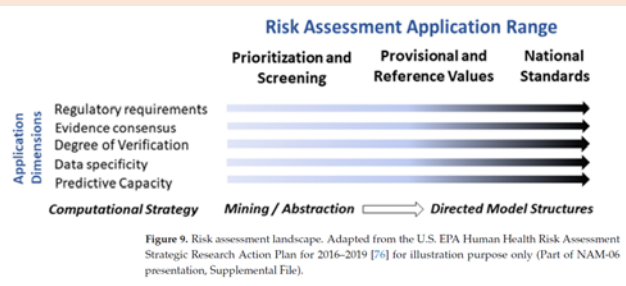 Risk Assessment Application Range
Prioritization and Screening
Provisional and Reference Values
National Standards
Application Dimensions
Regulatory requirements
Evidence consensus
Degree of Verification
Data specificity
Predictive Capacity
Computational Strategy Mining / Abstraction Directed Model Structures
Figure 9. Risk assessment landscape. Adapted from the U.S. EPA Human Health Risk Assessment
Strategic Research Action Plan for 2016–2019 [76] for illustration purpose only (Part of NAM-06
presentation, Supplemental File).